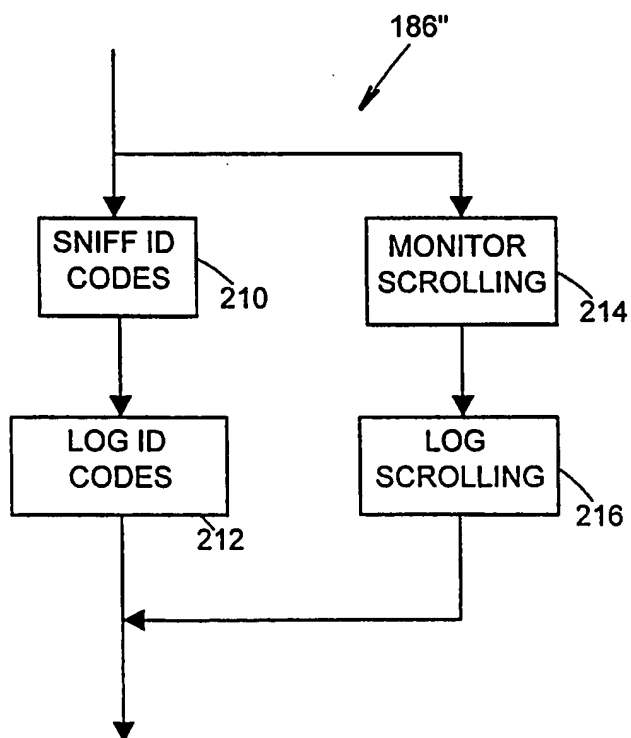 186"
SNIFF ID
CODES
210
MONITOR
SCROLLING
214
LOG ID
CODES
212
LOG
SCROLLING
216